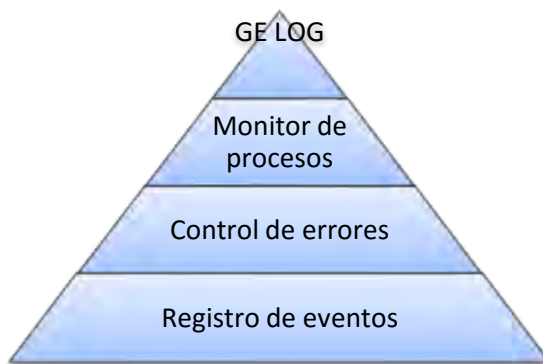 GE LOG
Monitor de
procesos
Control de errores
Registro de eventos